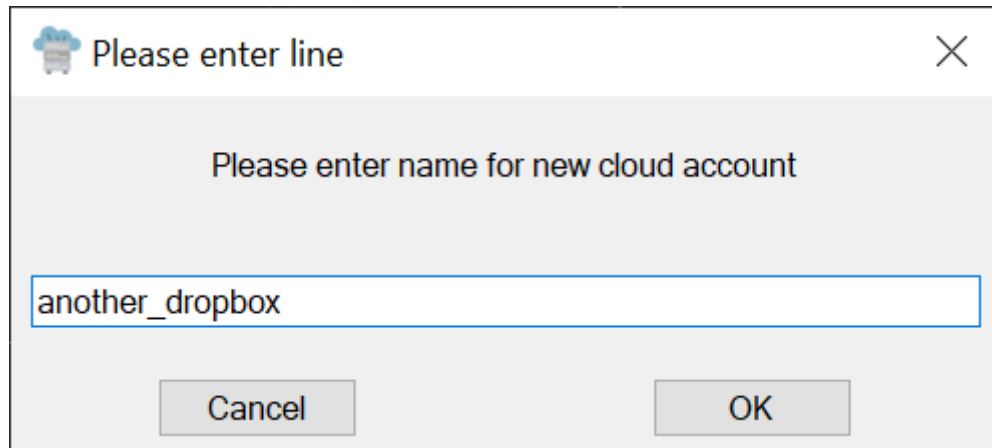 Please enter line
Please enter name for new cloud account
another_dropbox
Cancel OK